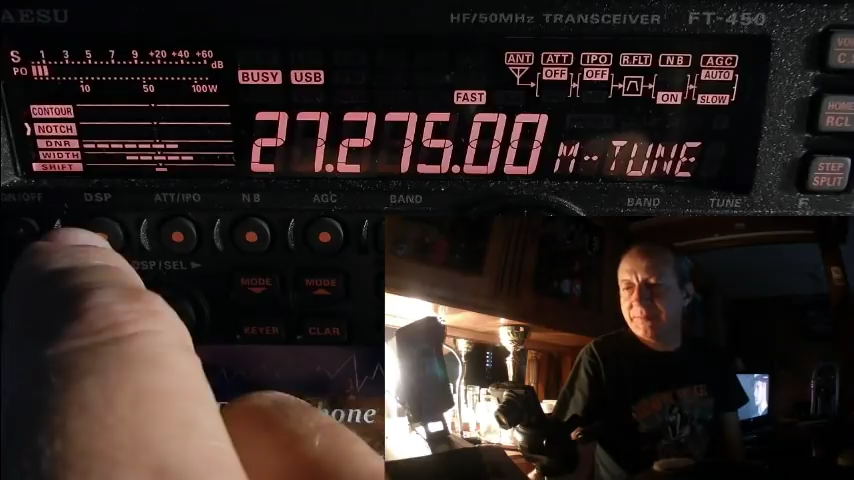 AESU HF/50MHz TRANSCEIVER FT-450
S 1 3 5 7 9 +20 +40 +60 dB
PO
10 50 100W
BUSY USB
FAST
ANT ATT IPO R.FLT NB AGC
OFF OFF AUTO
ON SLOW
CONTOUR
NOTCH
DNR
WIDTH
SHIFT
27.275.00 M-TUNE
HOME
RCL
STEP
SPLIT
ON/OFF DSP ATT/IPO NB AGC BAND BAND TUNE F
DSP/SEL
MODE MODE
KEYER CLAR
hone